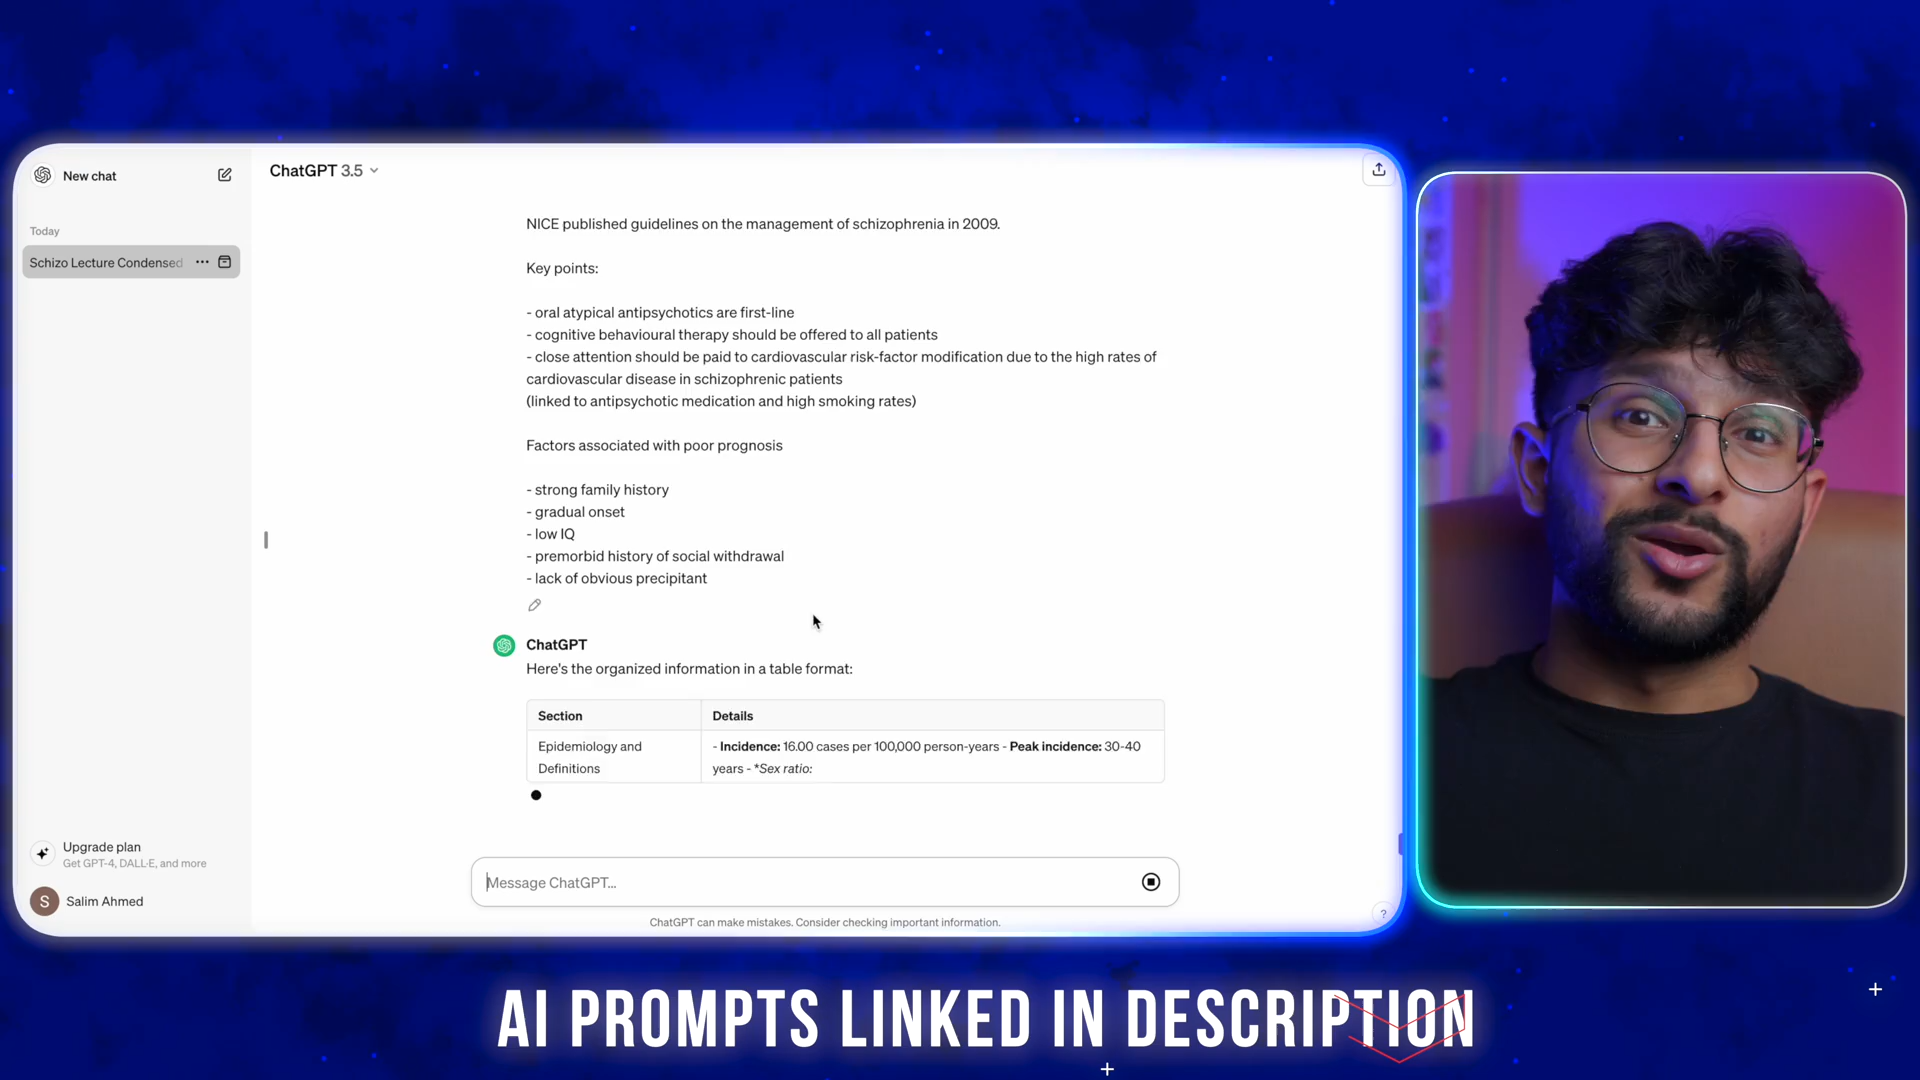 New chat
Today
Schizo Lecture Condensed
Upgrade plan
Get GPT-4, DALL·E, and more
S
Salim Ahmed
ChatGPT 3.5
NICE published guidelines on the management of schizophrenia in 2009.
Key points:
- oral atypical antipsychotics are first-line
- cognitive behavioural therapy should be offered to all patients
- close attention should be paid to cardiovascular risk-factor modification due to the high rates of
cardiovascular disease in schizophrenic patients
(linked to antipsychotic medication and high smoking rates)
Factors associated with poor prognosis
- strong family history
- gradual onset
- low IQ
- premorbid history of social withdrawal
- lack of obvious precipitant
ChatGPT
Here's the organized information in a table format:
Section
Details
Epidemiology and
Definitions
- Incidence: 16.00 cases per 100,000 person-years - Peak incidence: 30-40
years - *Sex ratio:
Message ChatGPT...
ChatGPT can make mistakes. Consider checking important information.
?
AI PROMPTS LINKED IN DESCRIPTION